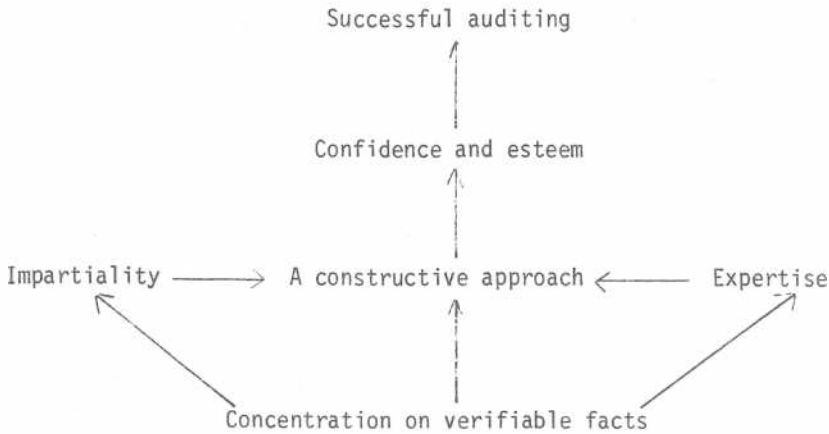 Successful auditing
Confidence and esteem
Impartiality A constructive approach Expertise
Concentration on verifiable facts